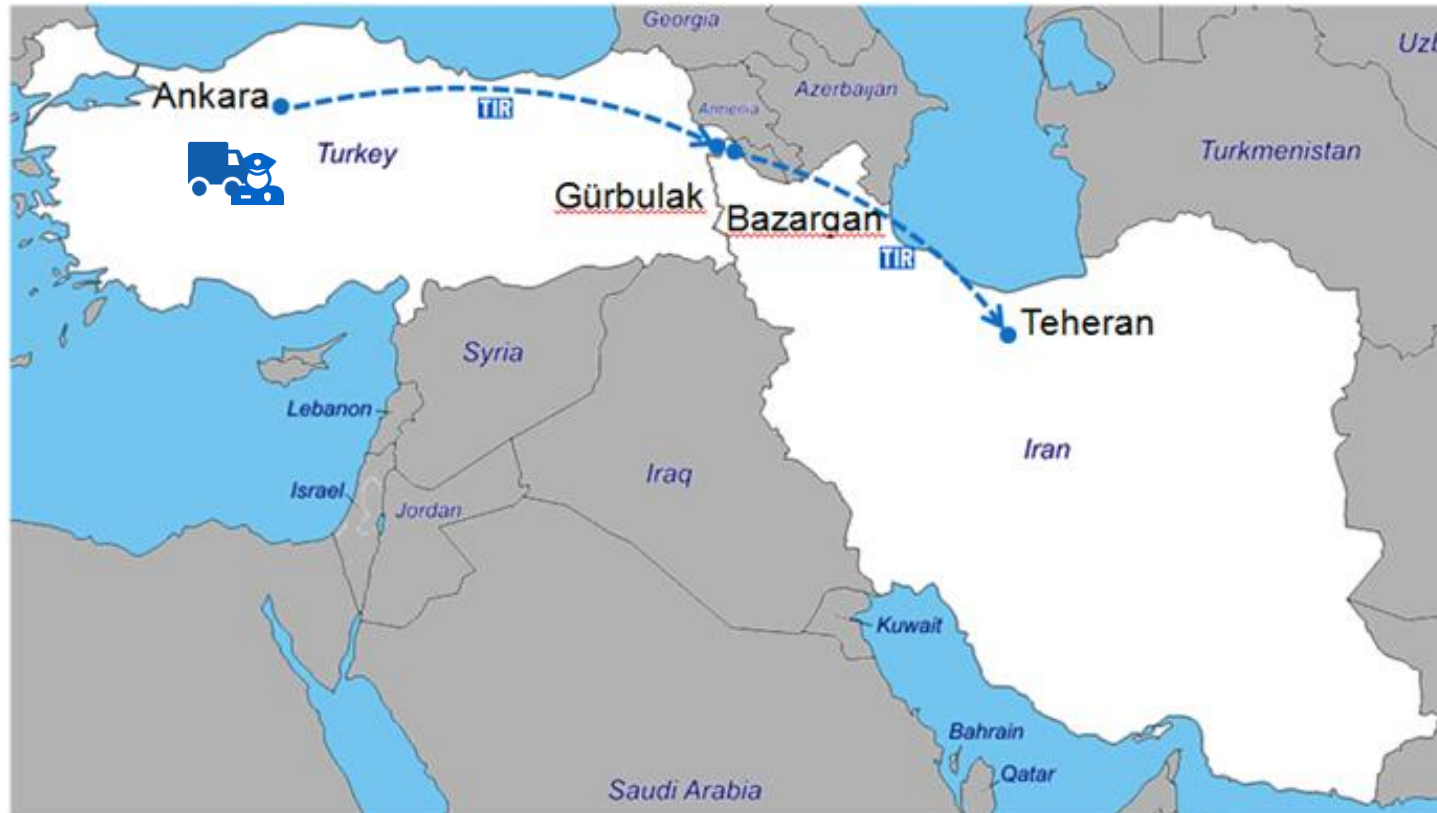 Georgia
Uzb
Ankara
TIR
Armenia
Azerbaijan
Turkey
Turkmenistan
Gürbulak
Bazargan
TIR
Teheran
Syria
Lebanon
Iraq
Iran
Israel
Jordan
Kuwait
Bahrain
Qatar
Saudi Arabia